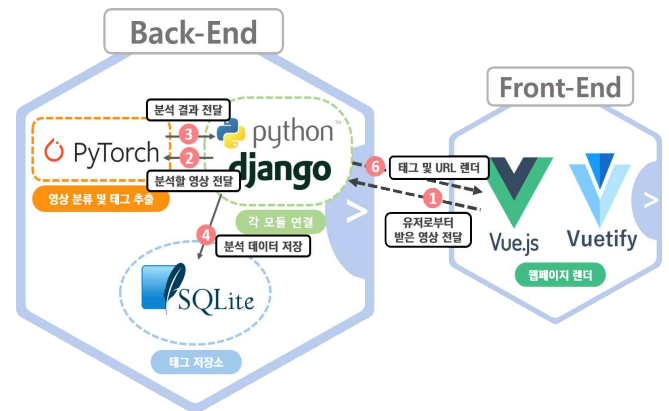 Back-End
Front-End
분석 결과 전달
3
PyTorch
2
python™
django
분석할 영상 전달
영상 분류 및 태그 추출
각 모듈 연결
>
6
태그 및 URL 렌더
1
유저로부터
받은 영상 전달
4
분석 데이터 저장
SQLite
태그 저장소
Vue.js
Vuetify
>
웹페이지 렌더